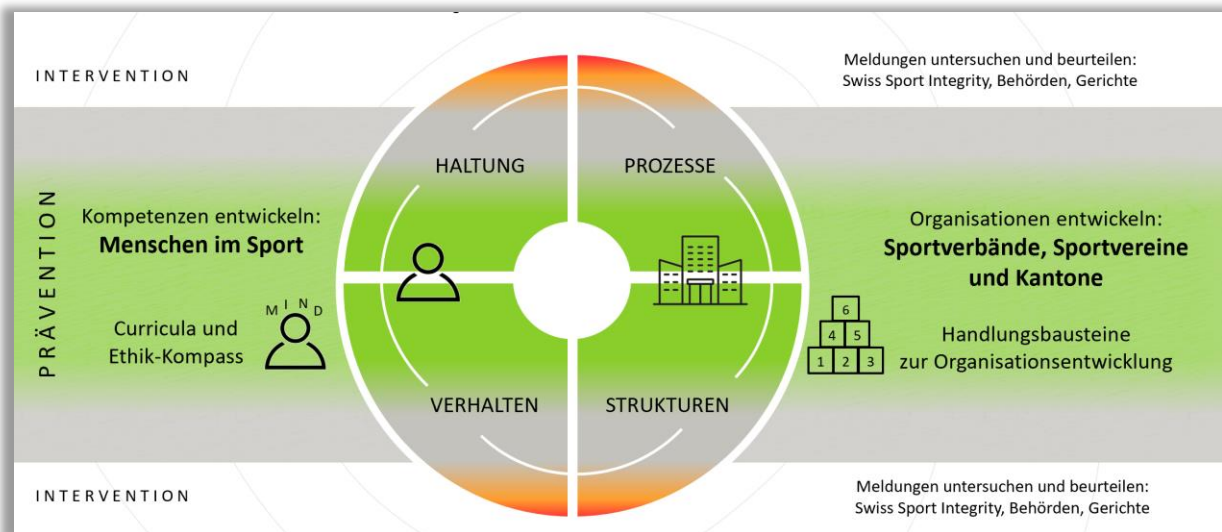 INTERVENTION
Meldungen untersuchen und beurteilen:
Swiss Sport Integrity, Behörden, Gerichte
HALTUNG
PROZESSE
PRÄVENTION
Kompetenzen entwickeln:
Menschen im Sport
MIND
Curricula und
Ethik-Kompass
Organisationen entwickeln:
Sportverbände, Sportvereine
und Kantone
6
4 5
1 2 3
Handlungsbausteine
zur Organisationsentwicklung
VERHALTEN
STRUKTUREN
INTERVENTION
Meldungen untersuchen und beurteilen:
Swiss Sport Integrity, Behörden, Gerichte